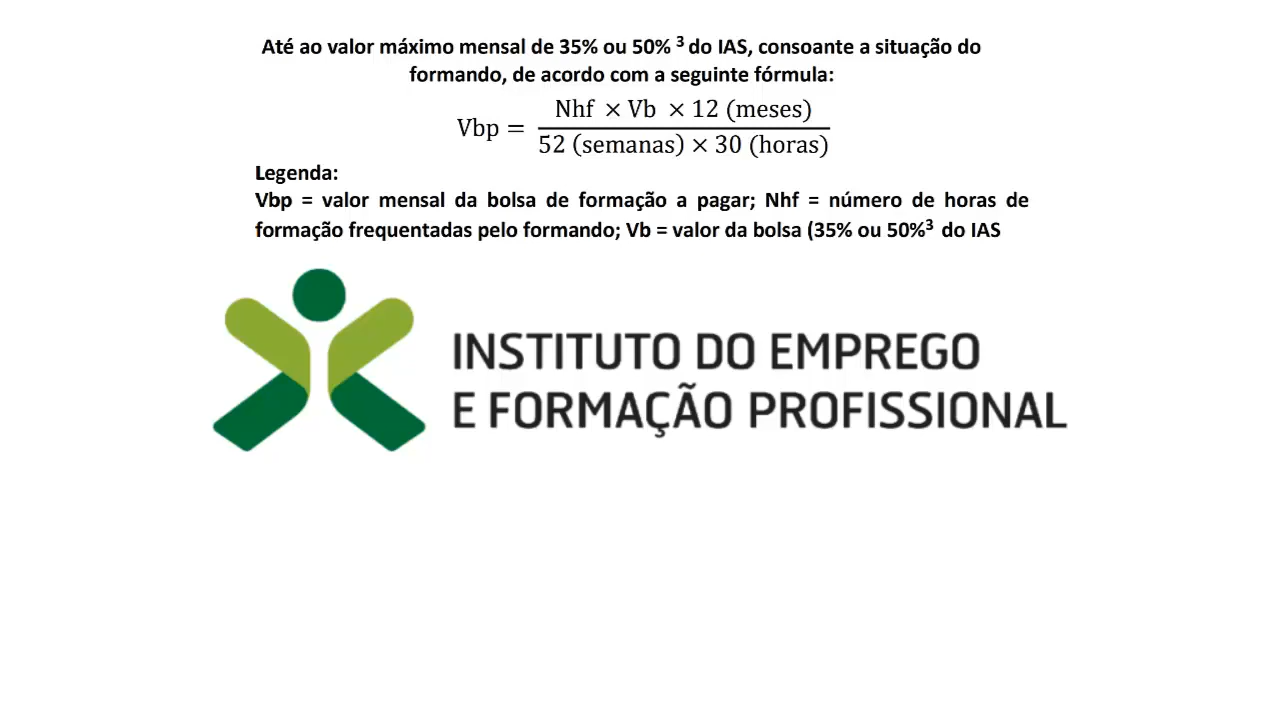 Até ao valor máximo mensal de 35% ou 50% ³ do IAS, consoante a situação do
formando, de acordo com a seguinte fórmula:
Vbp = Nhf × Vb × 12 (meses)
52 (semanas) × 30 (horas)
Legenda:
Vbp = valor mensal da bolsa de formação a pagar; Nhf = número de horas de
formação frequentadas pelo formando; Vb = valor da bolsa (35% ou 50%³ do IAS
INSTITUTO DO EMPREGO
E FORMAÇÃO PROFISSIONAL